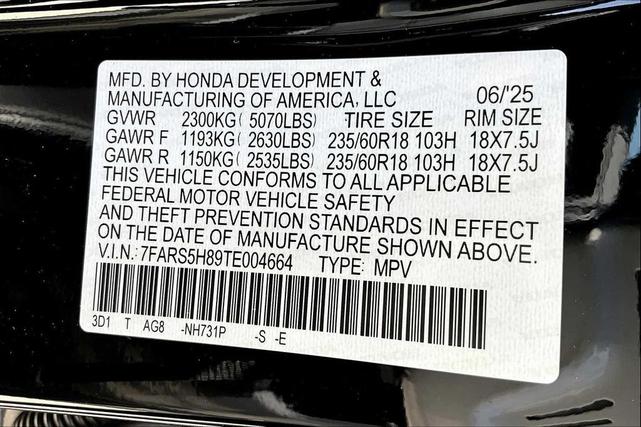 MFD. BY HONDA DEVELOPMENT &
MANUFACTURING OF AMERICA, LLC 06/'25
GVWR 2300KG( 5070LBS) TIRE SIZE RIM SIZE
GAWR F 1193KG( 2630LBS) 235/60R18 103H 18X7.5J
GAWR R 1150KG( 2535LBS) 235/60R18 103H 18X7.5J
THIS VEHICLE CONFORMS TO ALL APPLICABLE
FEDERAL MOTOR VEHICLE SAFETY
AND THEFT PREVENTION STANDARDS IN EFFECT
ON THE DATE OF MANUFACTURE SHOWN ABOVE.
V.I.N.: 7FARS5H89TE004664 TYPE: MPV
3D1 T AG8 -NH731P -S -E